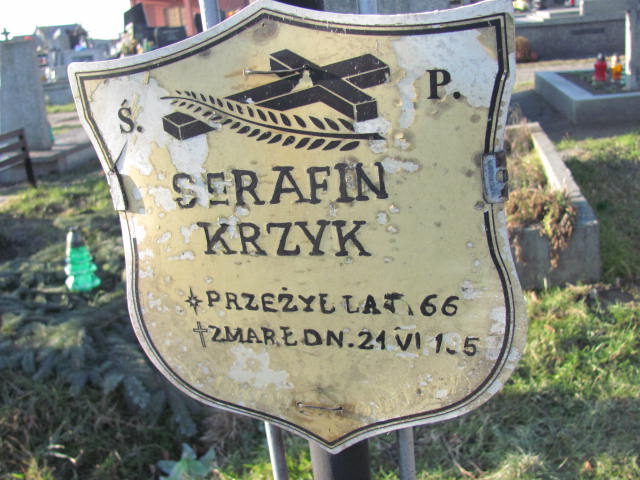 Ś. P.
SERAFIN
KRZYK
PRZEŻYŁ LAT. 66
ZMARŁ DN. 21 VI